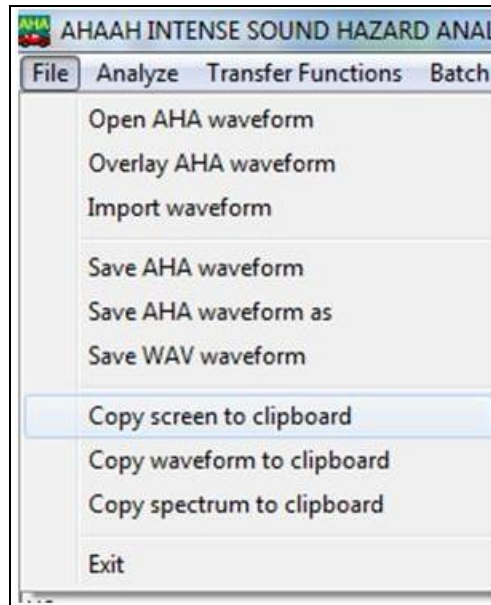 AHAAH INTENSE SOUND HAZARD ANAL
File Analyze Transfer Functions Batch
Open AHA waveform
Overlay AHA waveform
Import waveform
Save AHA waveform
Save AHA waveform as
Save WAV waveform
Copy screen to clipboard
Copy waveform to clipboard
Copy spectrum to clipboard
Exit